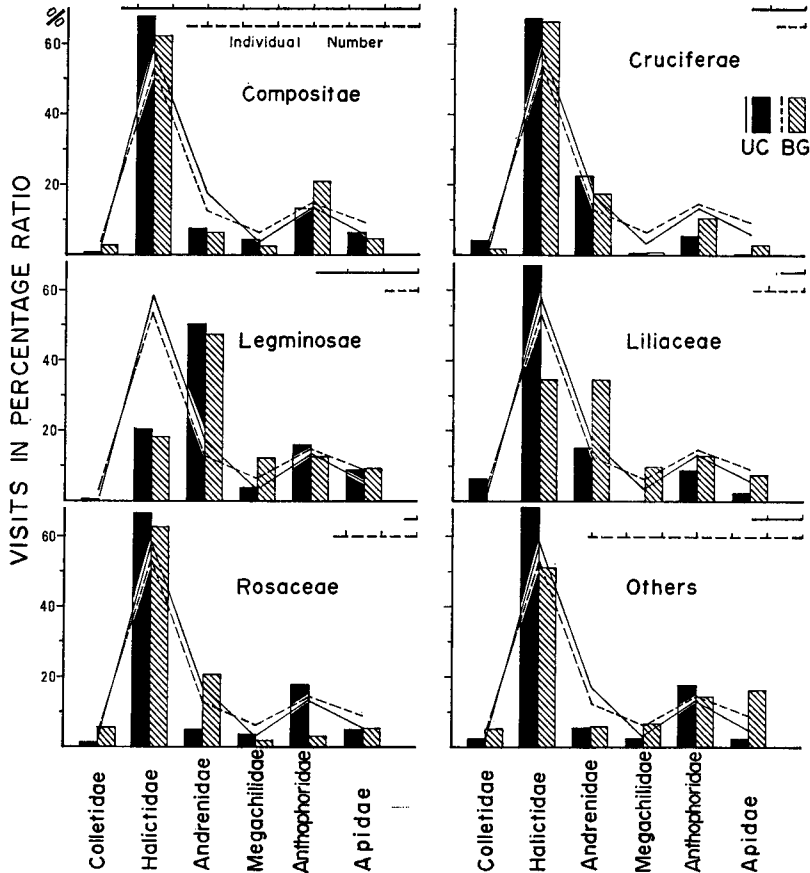 %
60
40
20
Individual Number
Compositae
Cruciferae
UC BG
60
40
20
Legminosae
Liliaceae
60
40
20
Rosaceae
Others
VISITS IN PERCENTAGE RATIO
Colletidae
Halictidae
Andrenidae
Megachilidae
Anthophoridae
Apidae
Colletidae
Halictidae
Andrenidae
Megachilidae
Anthophoridae
Apidae